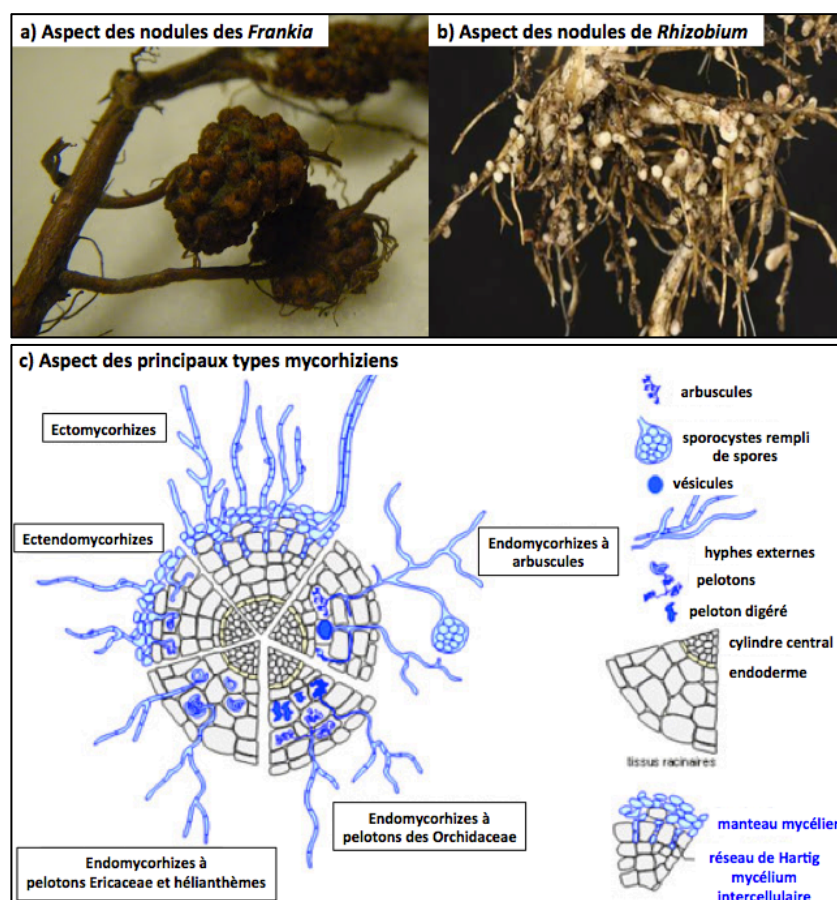 a) Aspect des nodules des Frankia
b) Aspect des nodules de Rhizobium
c) Aspect des principaux types mycorhiziens
Ectomycorhizes
Ectendomycorhizes
Endomycorhizes à
arbuscules
Endomycorhizes à
pelotons des Orchidaceae
Endomycorhizes à
pelotons Ericaceae et hélianthèmes
arbuscules
sporocystes rempli
de spores
vésicules
hyphes externes
pelotons
peloton digéré
cylindre central
endoderme
tissus racinaires
manteau mycélien
réseau de Hartig
mycélium
intercellulaire